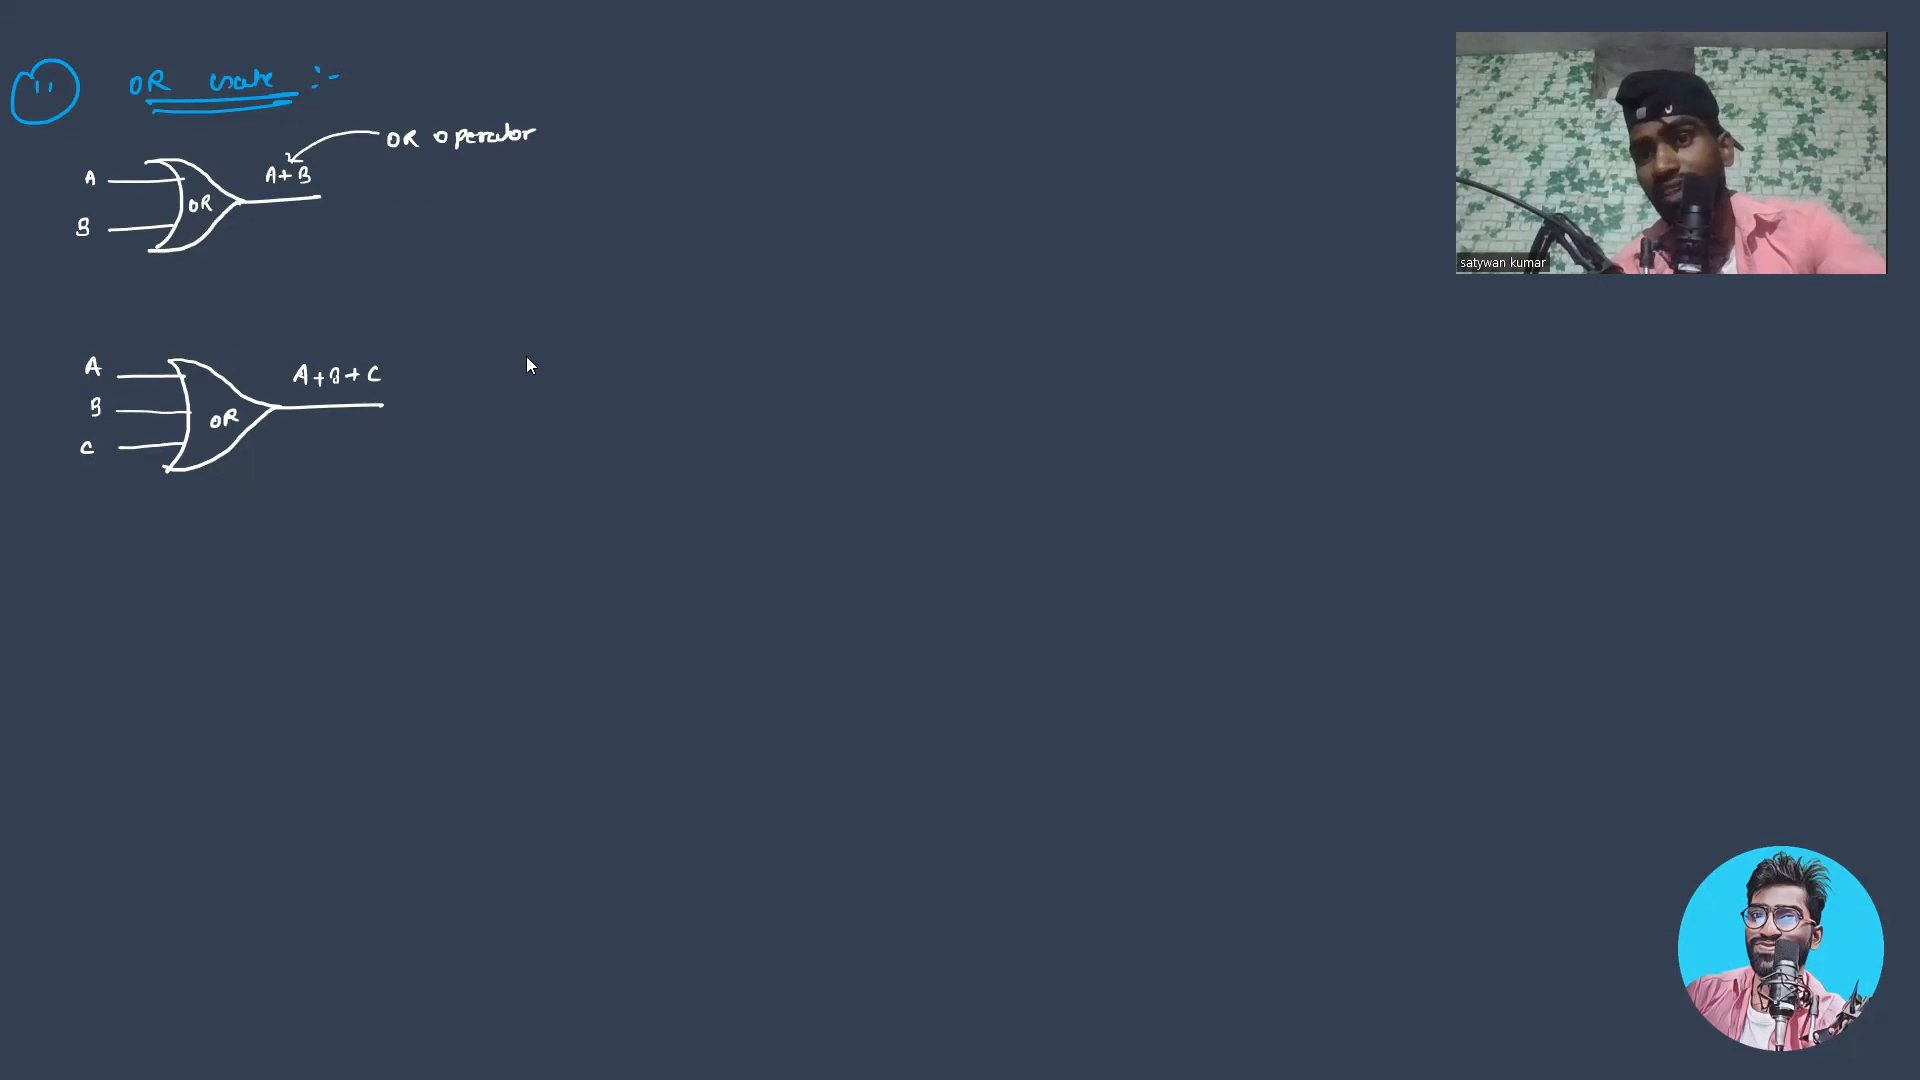 11 OR Gate :-
OR operator
A+B
A
OR
B
A
A+B+C
B
OR
C
satywan kumar